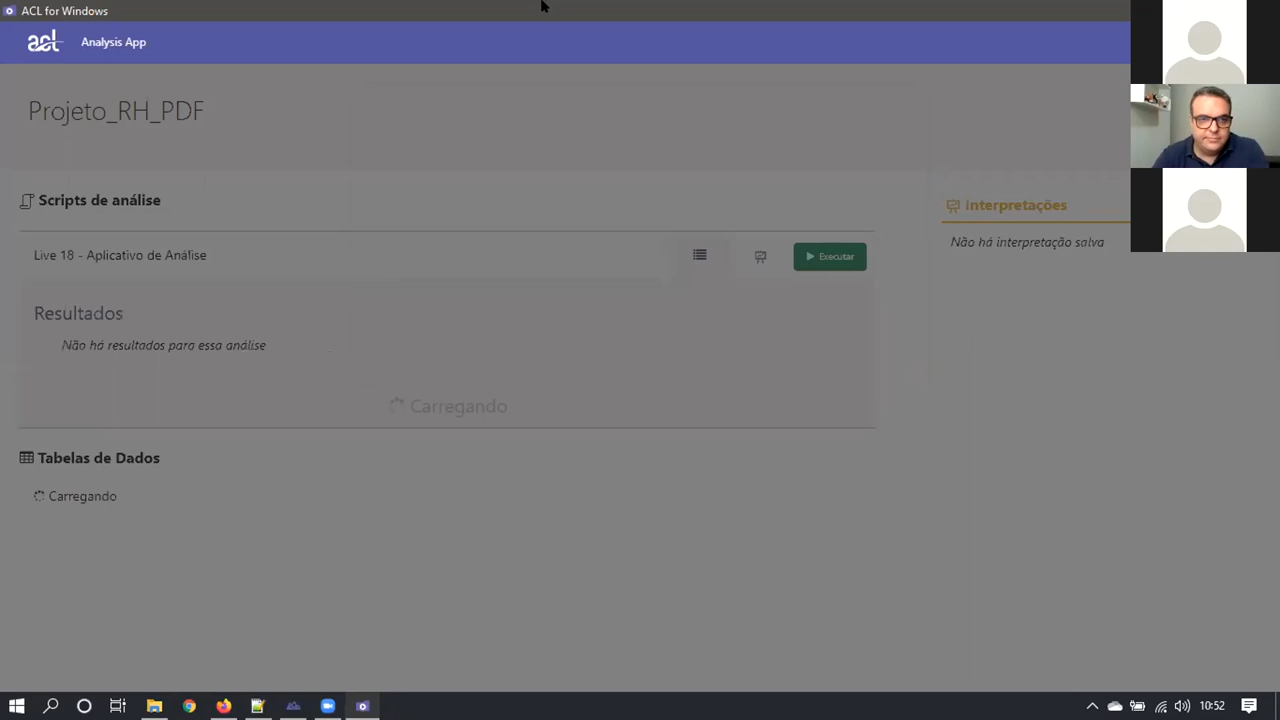 ACL for Windows
acl Analysis App
Projeto_RH_PDF
Scripts de análise
Live 18 - Aplicativo de Análise
Executar
Resultados
Não há resultados para essa análise
Carregando
Tabelas de Dados
Carregando
Interpretações
Não há interpretação salva
10:52